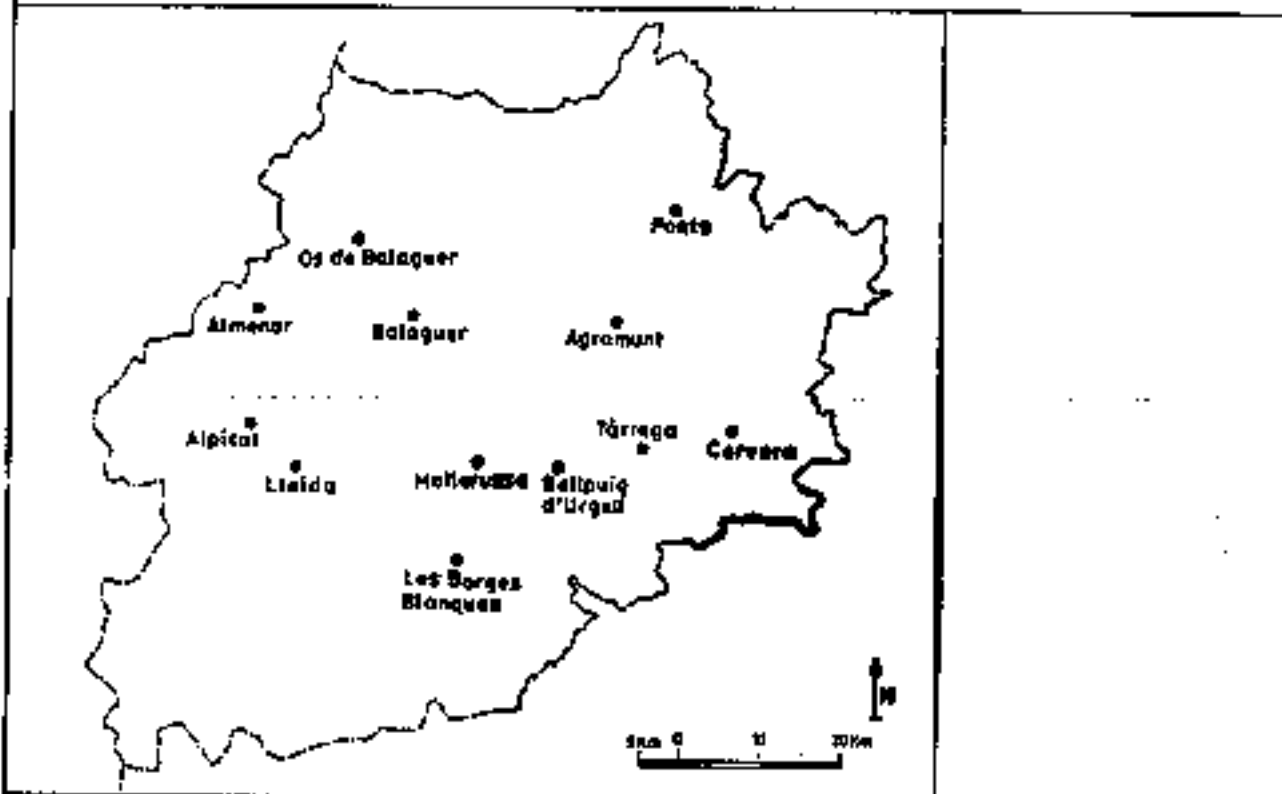 Ponts
Os de Balaguer
Almenar
Balaguer
Agramunt
Alpicat
Tàrrega
Cervera
Lleida
Mollerussa
Bellpuig
d'Urgell
Les Borges
Blanques
N
5Km 0 10 20Km